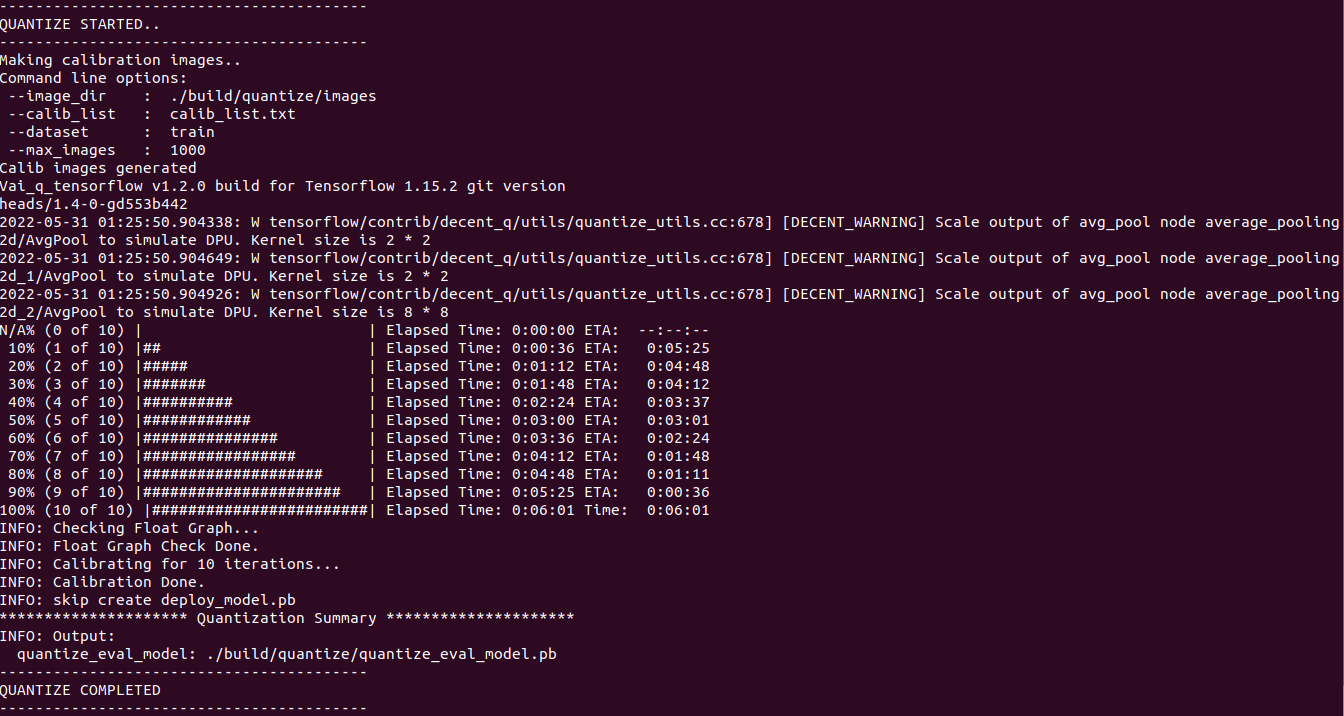 -----------------------------------------
QUANTIZE STARTED..
-----------------------------------------
Making calibration images..
Command line options:
 --image_dir    :  ./build/quantize/images
 --calib_list   :  calib_list.txt
 --dataset      :  train
 --max_images   :  1000
Calib images generated
Vai_q_tensorflow v1.2.0 build for Tensorflow 1.15.2 git version
heads/1.4-0-gd553b442
2022-05-31 01:25:50.904338: W tensorflow/contrib/decent_q/utils/quantize_utils.cc:678] [DECENT_WARNING] Scale output of avg_pool node average_pooling
2d/AvgPool to simulate DPU. Kernel size is 2 * 2
2022-05-31 01:25:50.904649: W tensorflow/contrib/decent_q/utils/quantize_utils.cc:678] [DECENT_WARNING] Scale output of avg_pool node average_pooling
2d_1/AvgPool to simulate DPU. Kernel size is 2 * 2
2022-05-31 01:25:50.904926: W tensorflow/contrib/decent_q/utils/quantize_utils.cc:678] [DECENT_WARNING] Scale output of avg_pool node average_pooling
2d_2/AvgPool to simulate DPU. Kernel size is 8 * 8
N/A% (0 of 10) |                         | Elapsed Time: 0:00:00 ETA:  --:--:--
 10% (1 of 10) |##                       | Elapsed Time: 0:00:36 ETA:   0:05:25
 20% (2 of 10) |#####                    | Elapsed Time: 0:01:12 ETA:   0:04:48
 30% (3 of 10) |#######                  | Elapsed Time: 0:01:48 ETA:   0:04:12
 40% (4 of 10) |##########               | Elapsed Time: 0:02:24 ETA:   0:03:37
 50% (5 of 10) |############             | Elapsed Time: 0:03:00 ETA:   0:03:01
 60% (6 of 10) |###############          | Elapsed Time: 0:03:36 ETA:   0:02:24
 70% (7 of 10) |#################        | Elapsed Time: 0:04:12 ETA:   0:01:48
 80% (8 of 10) |####################     | Elapsed Time: 0:04:48 ETA:   0:01:11
 90% (9 of 10) |######################   | Elapsed Time: 0:05:25 ETA:   0:00:36
100% (10 of 10) |########################| Elapsed Time: 0:06:01 Time:  0:06:01
INFO: Checking Float Graph...
INFO: Float Graph Check Done.
INFO: Calibrating for 10 iterations...
INFO: Calibration Done.
INFO: skip create deploy_model.pb
********************* Quantization Summary *********************
INFO: Output:
  quantize_eval_model: ./build/quantize/quantize_eval_model.pb
-----------------------------------------
QUANTIZE COMPLETED
-----------------------------------------